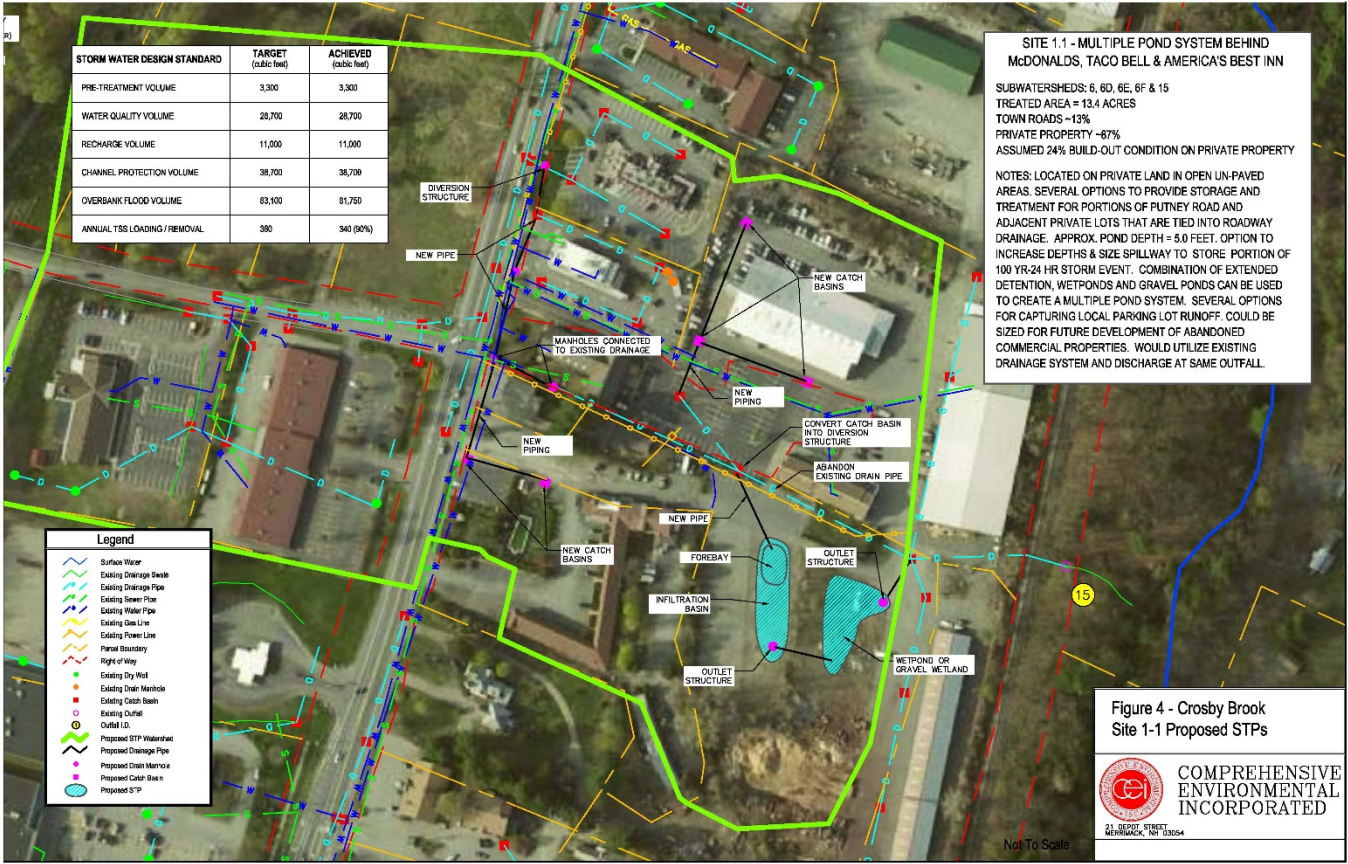 STORM WATER DESIGN STANDARD TARGET (cubic feet) ACHIEVED (cubic feet)
PRE-TREATMENT VOLUME 3,300 3,300
WATER QUALITY VOLUME 28,700 28,700
RECHARGE VOLUME 11,000 11,000
CHANNEL PROTECTION VOLUME 38,700 38,700
OVERBANK FLOOD VOLUME 83,100 81,750
ANNUAL TSS LOADING / REMOVAL 380 340 (90%)
SITE 1.1 - MULTIPLE POND SYSTEM BEHIND
McDONALDS, TACO BELL & AMERICA'S BEST INN
SUBWATERSHEDS: 6, 6D, 6E, 6F & 15
TREATED AREA = 13.4 ACRES
TOWN ROADS ~13%
PRIVATE PROPERTY ~87%
ASSUMED 24% BUILD-OUT CONDITION ON PRIVATE PROPERTY
NOTES: LOCATED ON PRIVATE LAND IN OPEN UN-PAVED
AREAS. SEVERAL OPTIONS TO PROVIDE STORAGE AND
TREATMENT FOR PORTIONS OF PUTNEY ROAD AND
ADJACENT PRIVATE LOTS THAT ARE TIED INTO ROADWAY
DRAINAGE. APPROX. POND DEPTH = 5.0 FEET. OPTION TO
INCREASE DEPTHS & SIZE SPILLWAY TO STORE PORTION OF
100 YR-24 HR STORM EVENT. COMBINATION OF EXTENDED
DETENTION, WETPONDS AND GRAVEL PONDS CAN BE USED
TO CREATE A MULTIPLE POND SYSTEM. SEVERAL OPTIONS
FOR CAPTURING LOCAL PARKING LOT RUNOFF. COULD BE
SIZED FOR FUTURE DEVELOPMENT OF ABANDONED
COMMERCIAL PROPERTIES. WOULD UTILIZE EXISTING
DRAINAGE SYSTEM AND DISCHARGE AT SAME OUTFALL.
GAS
GAS
DIVERSION
STRUCTURE
NEW PIPE
NEW CATCH
BASINS
MANHOLES CONNECTED
TO EXISTING DRAINAGE
NEW
PIPING
NEW
PIPING
CONVERT CATCH BASIN
INTO DIVERSION
STRUCTURE
ABANDON
EXISTING DRAIN PIPE
NEW PIPE
NEW CATCH
BASINS
FOREBAY
OUTLET
STRUCTURE
INFILTRATION
BASIN
WETPOND OR
GRAVEL WETLAND
OUTLET
STRUCTURE
15
Legend
Surface Water
Existing Drainage Swale
Existing Drainage Pipe
Existing Sewer Pipe
Existing Water Pipe
Existing Gas Line
Existing Power Line
Parcel Boundary
Right of Way
Existing Dry Well
Existing Drain Manhole
Existing Catch Basin
Existing Outfall
Outfall I.D.
Proposed STP Watershed
Proposed Drainage Pipe
Proposed Drain Manhole
Proposed Catch Basin
Proposed STP
Figure 4 - Crosby Brook
Site 1-1 Proposed STPs
COMPREHENSIVE
ENVIRONMENTAL
INCORPORATED
21 DEPOT STREET
MERRIMACK, NH 03054
Not To Scale